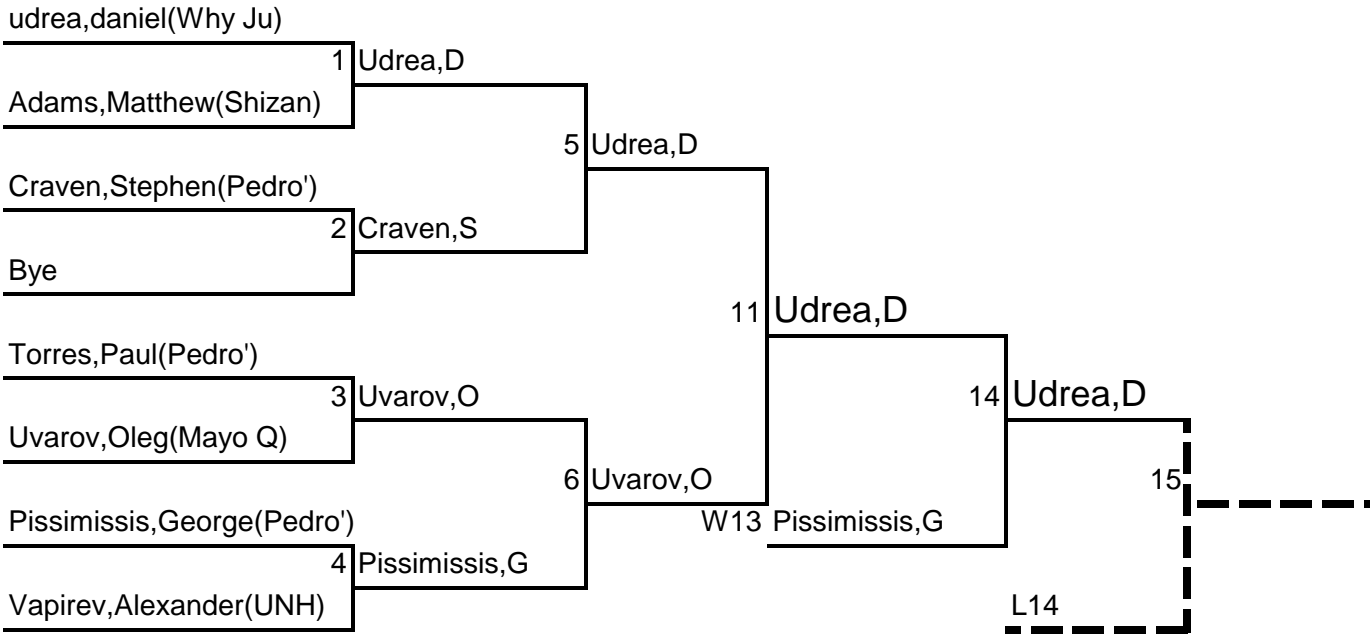 udrea,daniel(Why Ju)
1 Udrea,D
Adams,Matthew(Shizan)
5 Udrea,D
Craven,Stephen(Pedro')
2 Craven,S
Bye
11 Udrea,D
Torres,Paul(Pedro')
14 Udrea,D
3 Uvarov,O
Uvarov,Oleg(Mayo Q)
6 Uvarov,O
15
Pissimissis,George(Pedro')
W13 Pissimissis,G
4 Pissimissis,G
Vapirev,Alexander(UNH)
L14